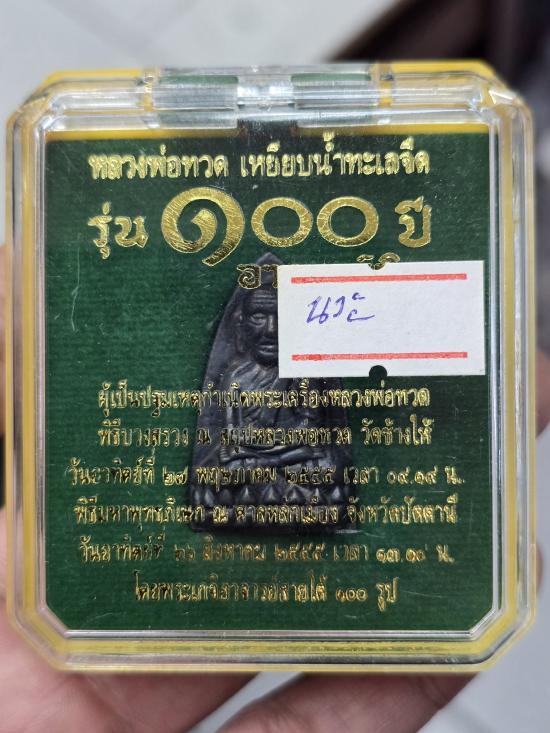 หลวงพ่อทวด เหยียบน้ำทะเลจืด
รุ่น ๑๐๐ ปี
นวะ
ผู้เป็นปฐมเหตุกำเนิดพระเครื่องหลวงพ่อทวด
พิธีบวงสรวง ณ สถูปหลวงพ่อทวด วัดช้างให้
วันอาทิตย์ที่ ๒๗ พฤษภาคม ๒๕๕๕ เวลา ๐๙.๑๙ น.
พิธีมหาพุทธาภิเษก ณ ศาลหลักเมือง จังหวัดปัตตานี
วันอาทิตย์ที่ ๒๖ สิงหาคม ๒๕๕๕ เวลา ๑๓.๑๙ น.
โดยพระเกจิอาจารย์สายใต้ ๑๐๐ รูป